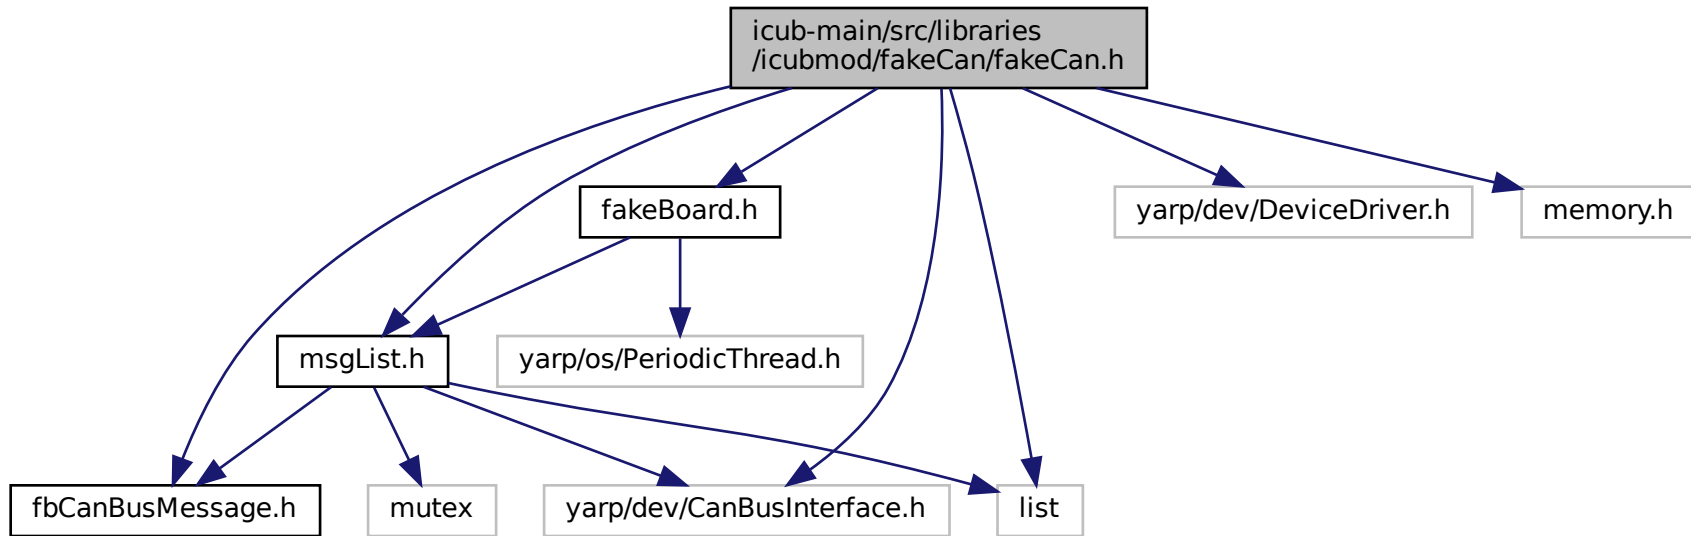 icub-main/src/libraries
/icubmod/fakeCan/fakeCan.h
fakeBoard.h
yarp/dev/DeviceDriver.h
memory.h
msgList.h
yarp/os/PeriodicThread.h
fbCanBusMessage.h
mutex
yarp/dev/CanBusInterface.h
list